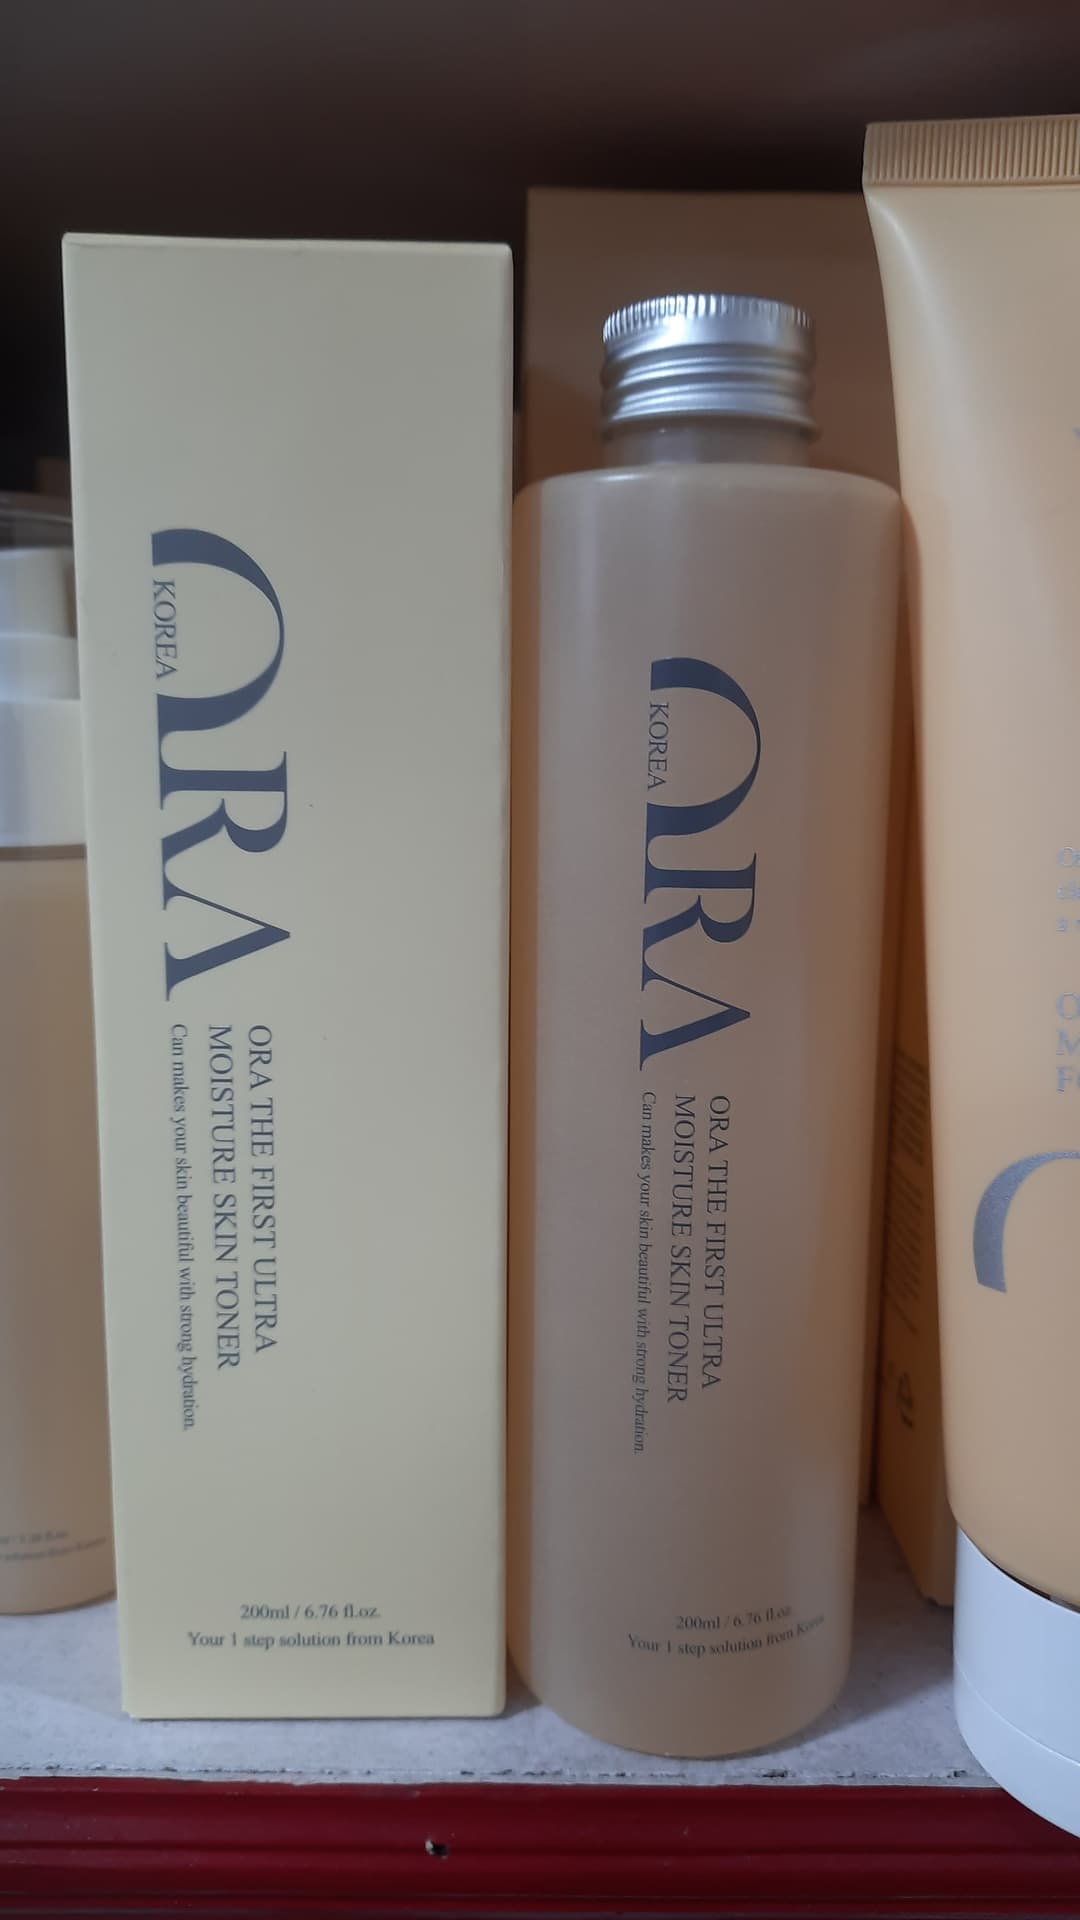 ORA
KOREA
ORA THE FIRST ULTRA
MOISTURE SKIN TONER
Can makes your skin beautiful with strong hydration.
200ml / 6.76 fl.oz.
Your 1 step solution from Korea
ORA
KOREA
ORA THE FIRST ULTRA
MOISTURE SKIN TONER
Can makes your skin beautiful with strong hydration.
200ml / 6.76 fl.oz.
Your 1 step solution from Korea